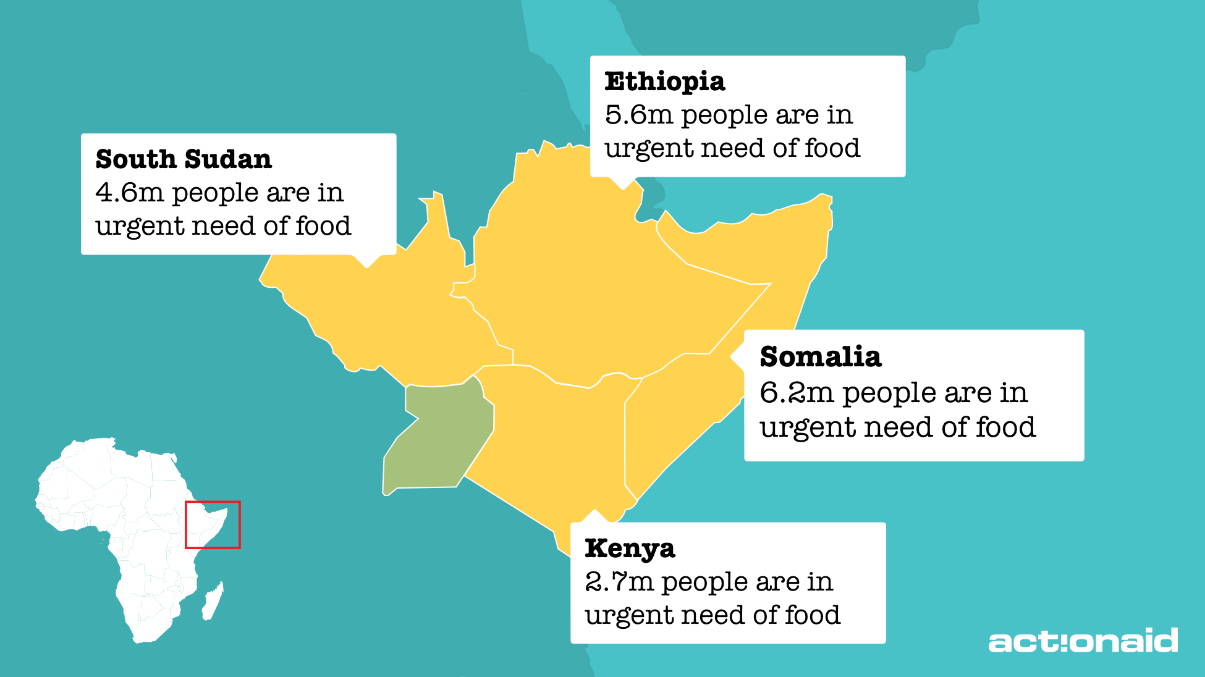 Ethiopia
5.6m people are in
urgent need of food
South Sudan
4.6m people are in
urgent need of food
Somalia
6.2m people are in
urgent need of food
Kenya
2.7m people are in
urgent need of food
act!onaid